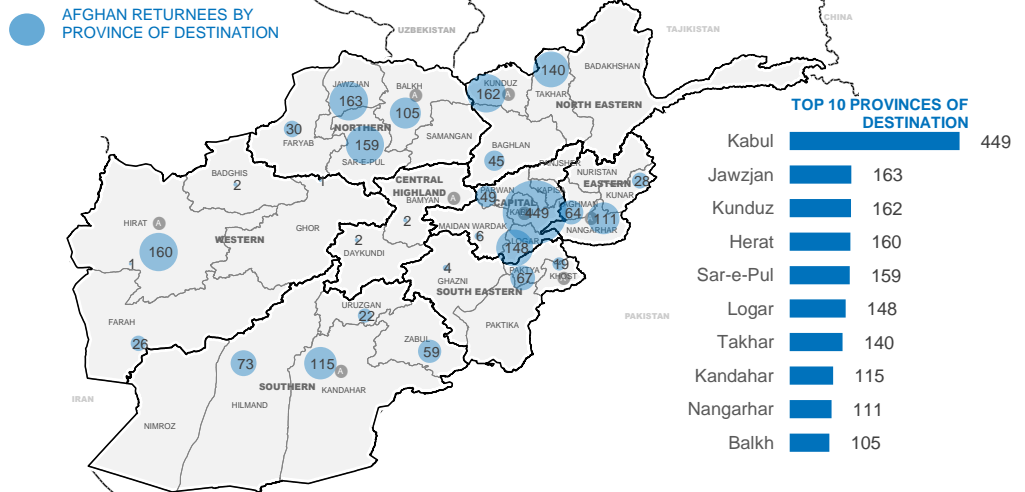 AFGHAN RETURNEES BY
PROVINCE OF DESTINATION
UZBEKISTAN
TAJIKISTAN
CHINA
JAWZJAN
163
BALKH
A
105
KUNDUZ
162
A
140
TAKHAR
BADAKHSHAN
NORTH EASTERN
30
FARYAB
NORTHERN
159
SAR-E-PUL
SAMANGAN
BAGHLAN
45
BADGHIS
2
1
CENTRAL
HIGHLAND
A
BAMYAN
2
PARWAN
49
PANJSHER
CAPITAL
449
NURISTAN
EASTERN
28
KUNAR
64
A
111
NANGARHAR
HIRAT
A
160
1
WESTERN
GHOR
2
DAYKUNDI
MAIDAN WARDAK
6
LOGAR
148
4
GHAZNI
SOUTH EASTERN
PAKTYA
67
19
KHOST
PAKTIKA
PAKISTAN
FARAH
26
URUZGAN
22
ZABUL
59
73
115
A
SOUTHERN
KANDAHAR
HILMAND
NIMROZ
IRAN
TOP 10 PROVINCES OF
DESTINATION
Kabul 449
Jawzjan 163
Kunduz 162
Herat 160
Sar-e-Pul 159
Logar 148
Takhar 140
Kandahar 115
Nangarhar 111
Balkh 105